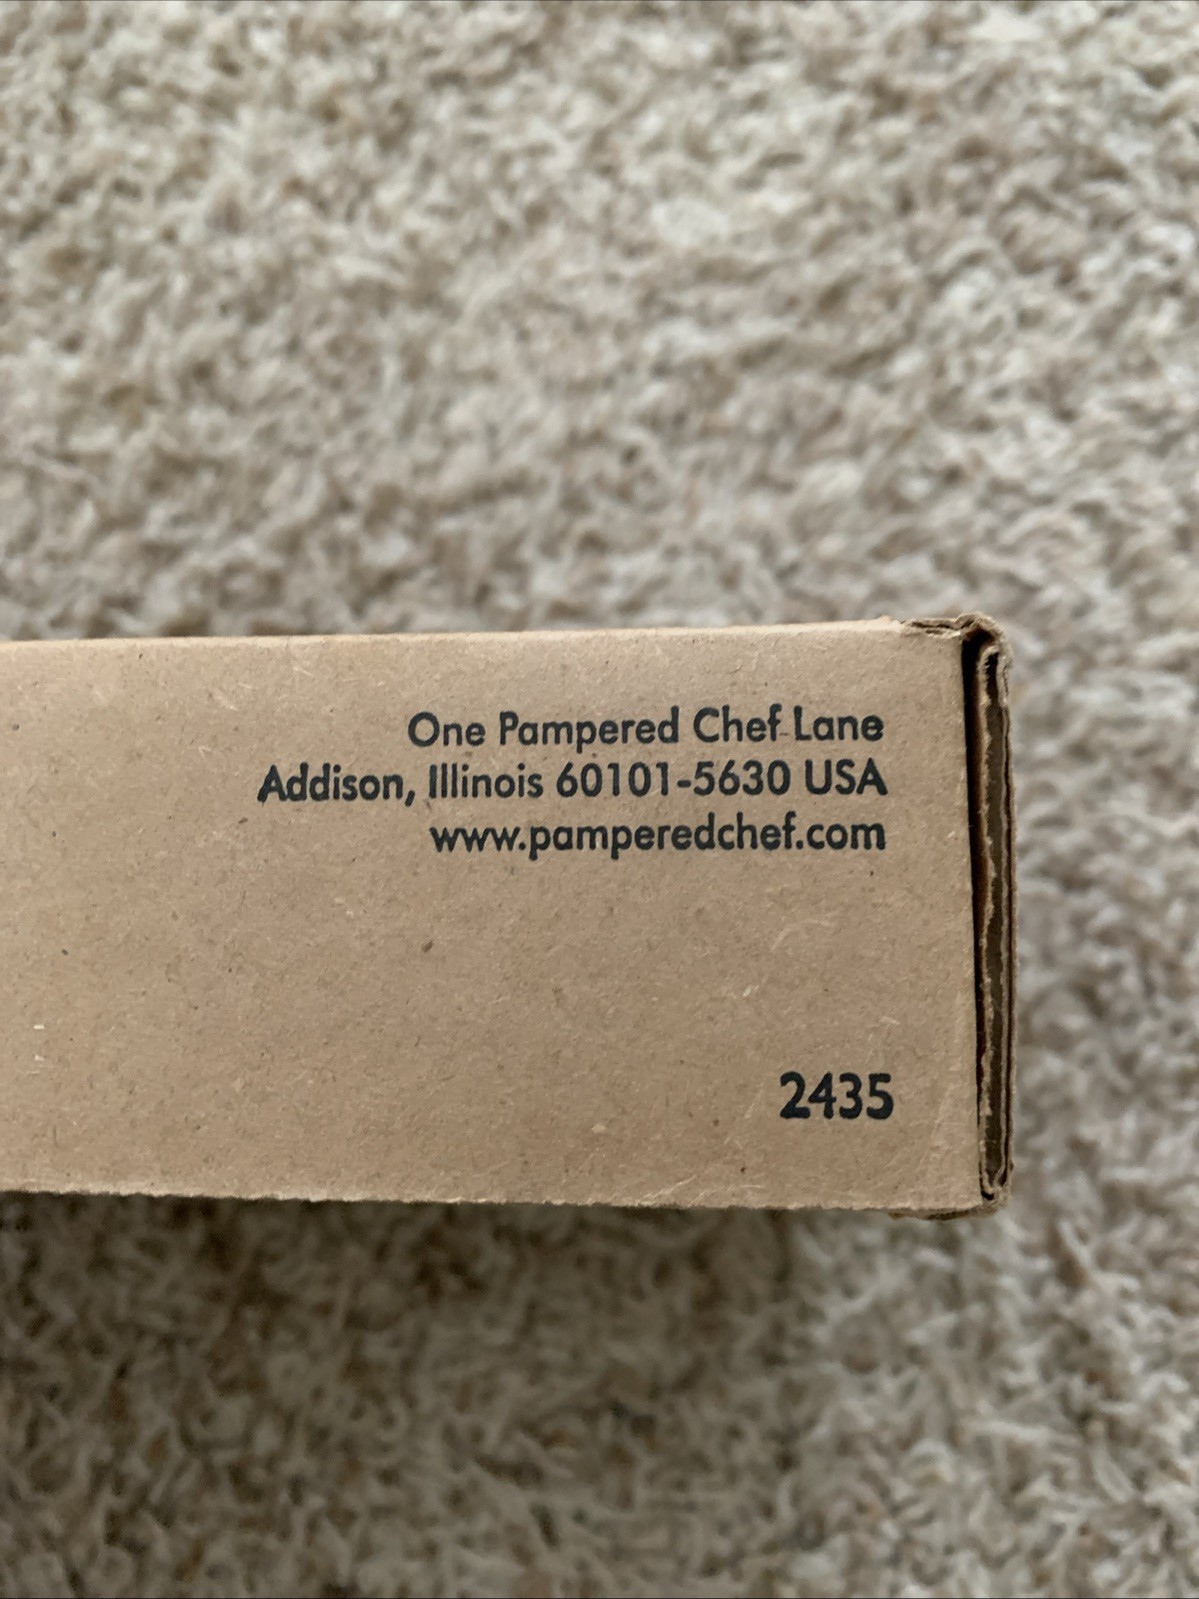 One Pampered Chef Lane
Addison, Illinois 60101-5630 USA
www.pamperedchef.com
2435